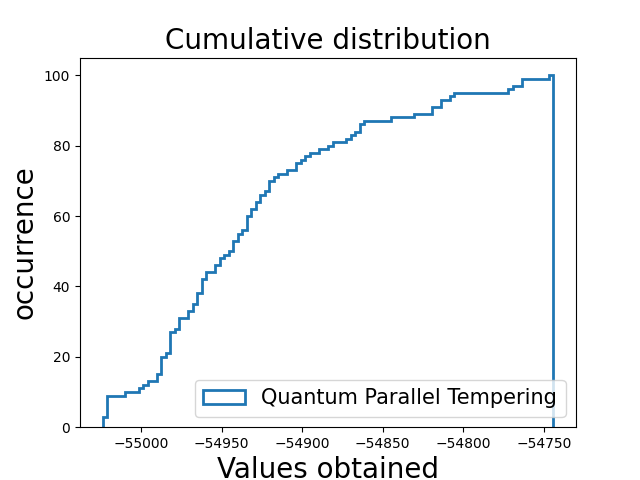 Cumulative distribution
occurrence
100
80
60
40
20
0
Quantum Parallel Tempering
−55000 −54950 −54900 −54850 −54800 −54750
Values obtained